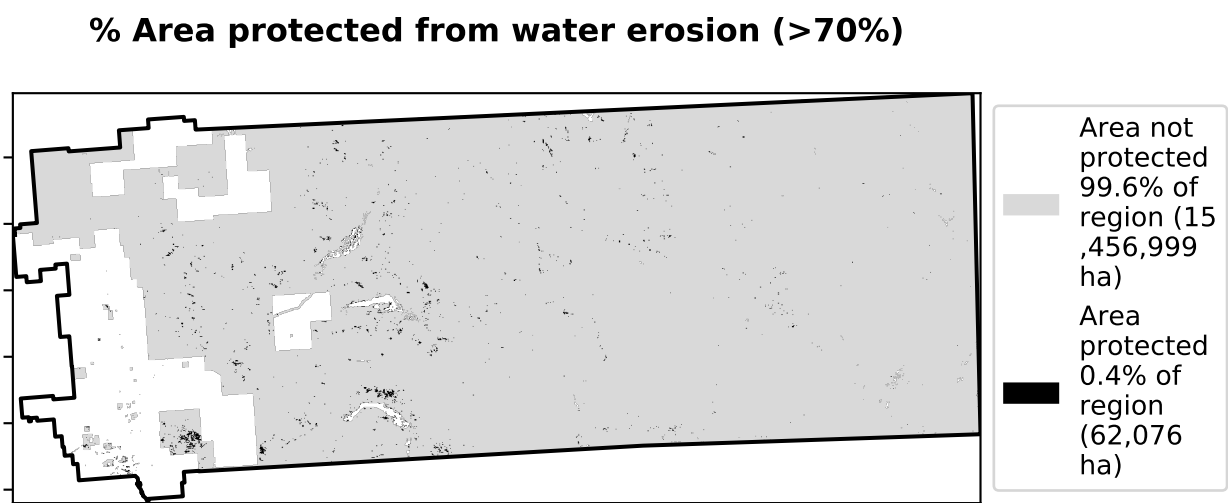 % Area protected from water erosion (>70%)
Area not
protected
99.6% of
region (15
,456,999
ha)
Area
protected
0.4% of
region
(62,076
ha)